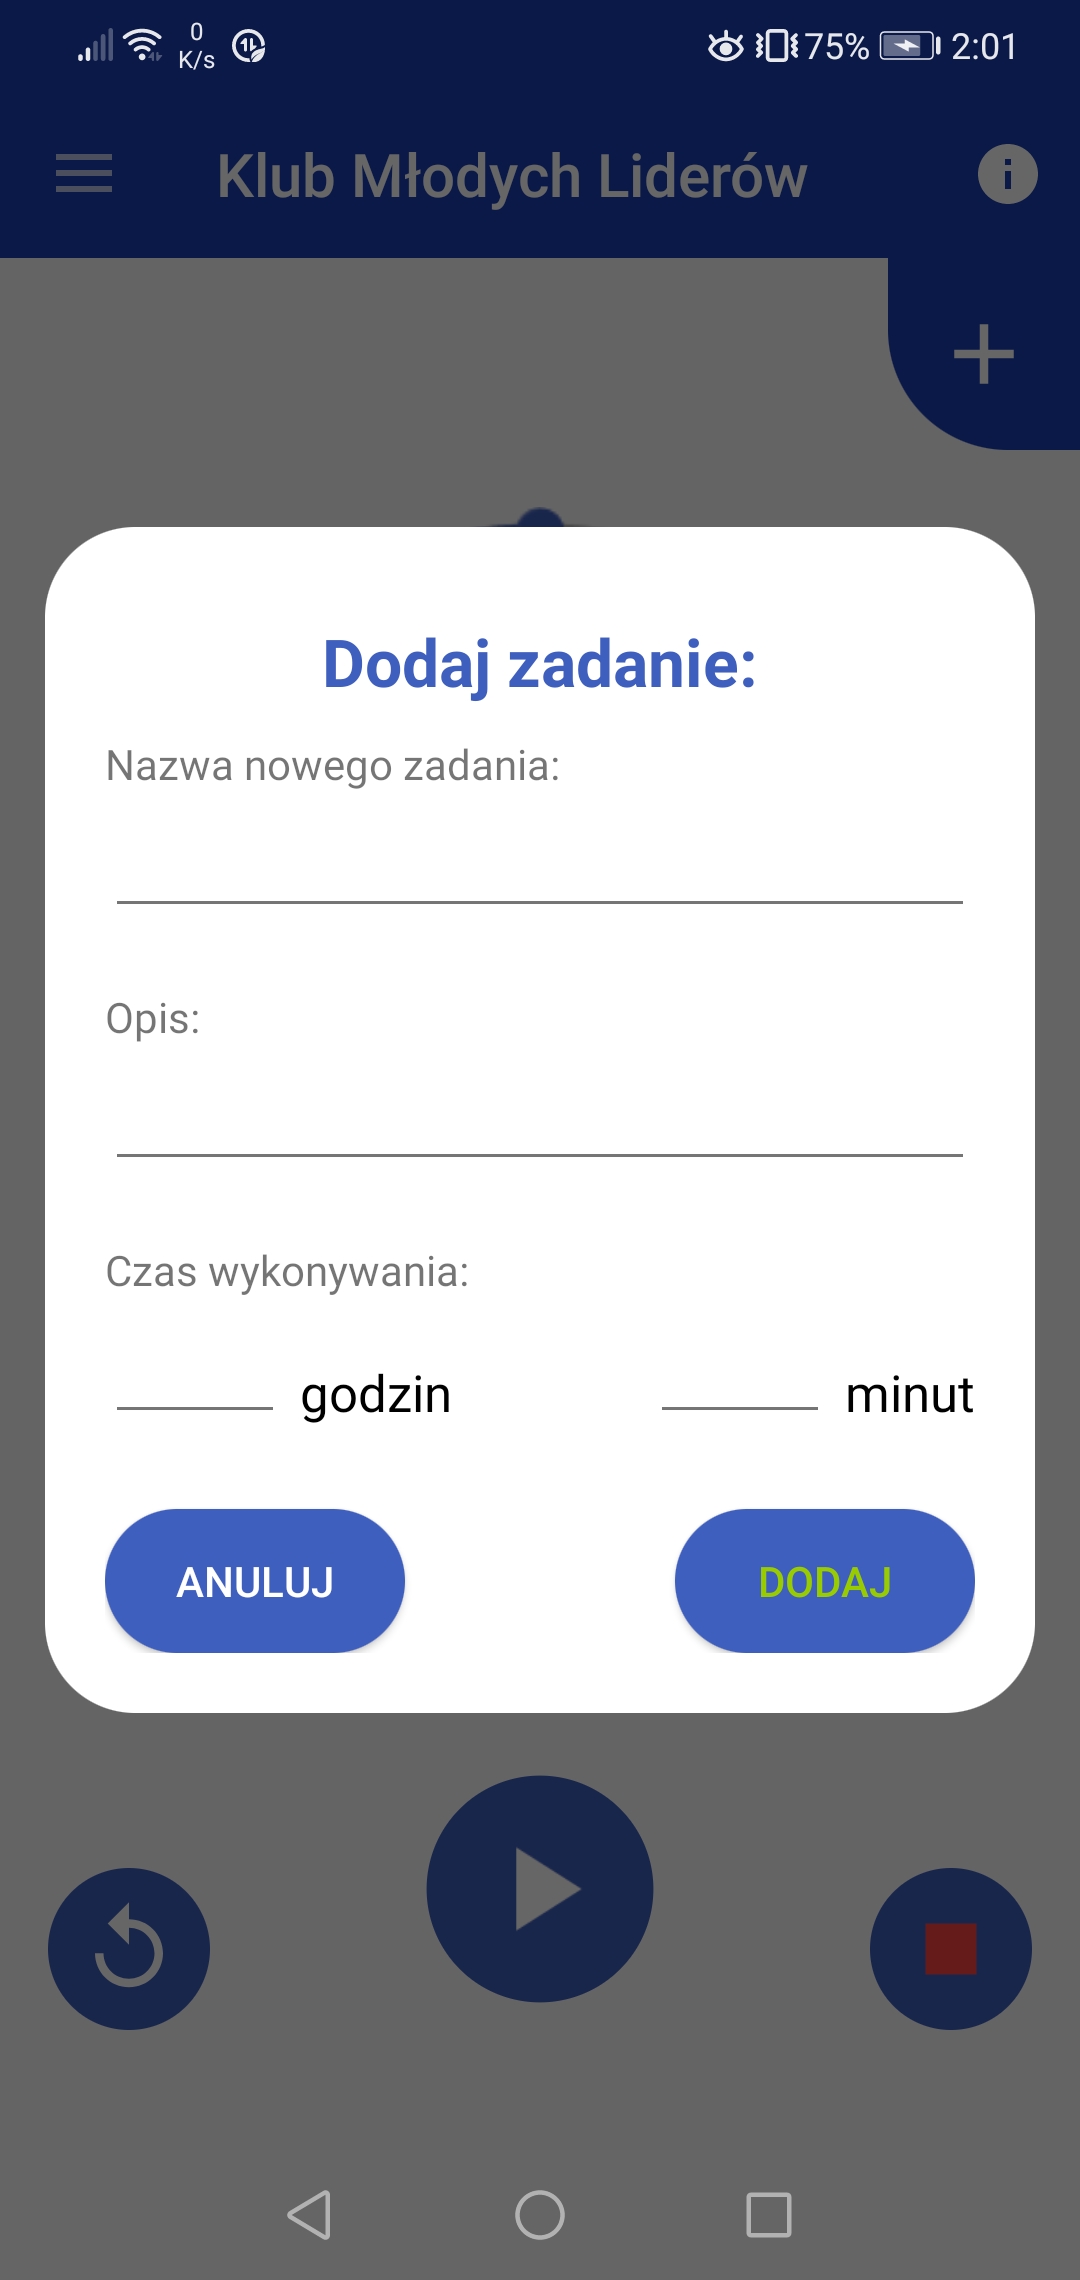 0
K/s
75%
2:01
Klub Młodych Liderów
Dodaj zadanie:
Nazwa nowego zadania:
Opis:
Czas wykonywania:
godzin minut
ANULUJ DODAJ